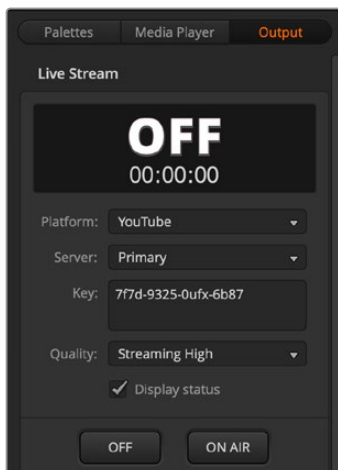 Palettes Media Player Output
Live Stream
OFF
00:00:00
Platform: YouTube
Server: Primary
Key: 7f7d-9325-0ufx-6b87
Quality: Streaming High
Display status
OFF ON AIR